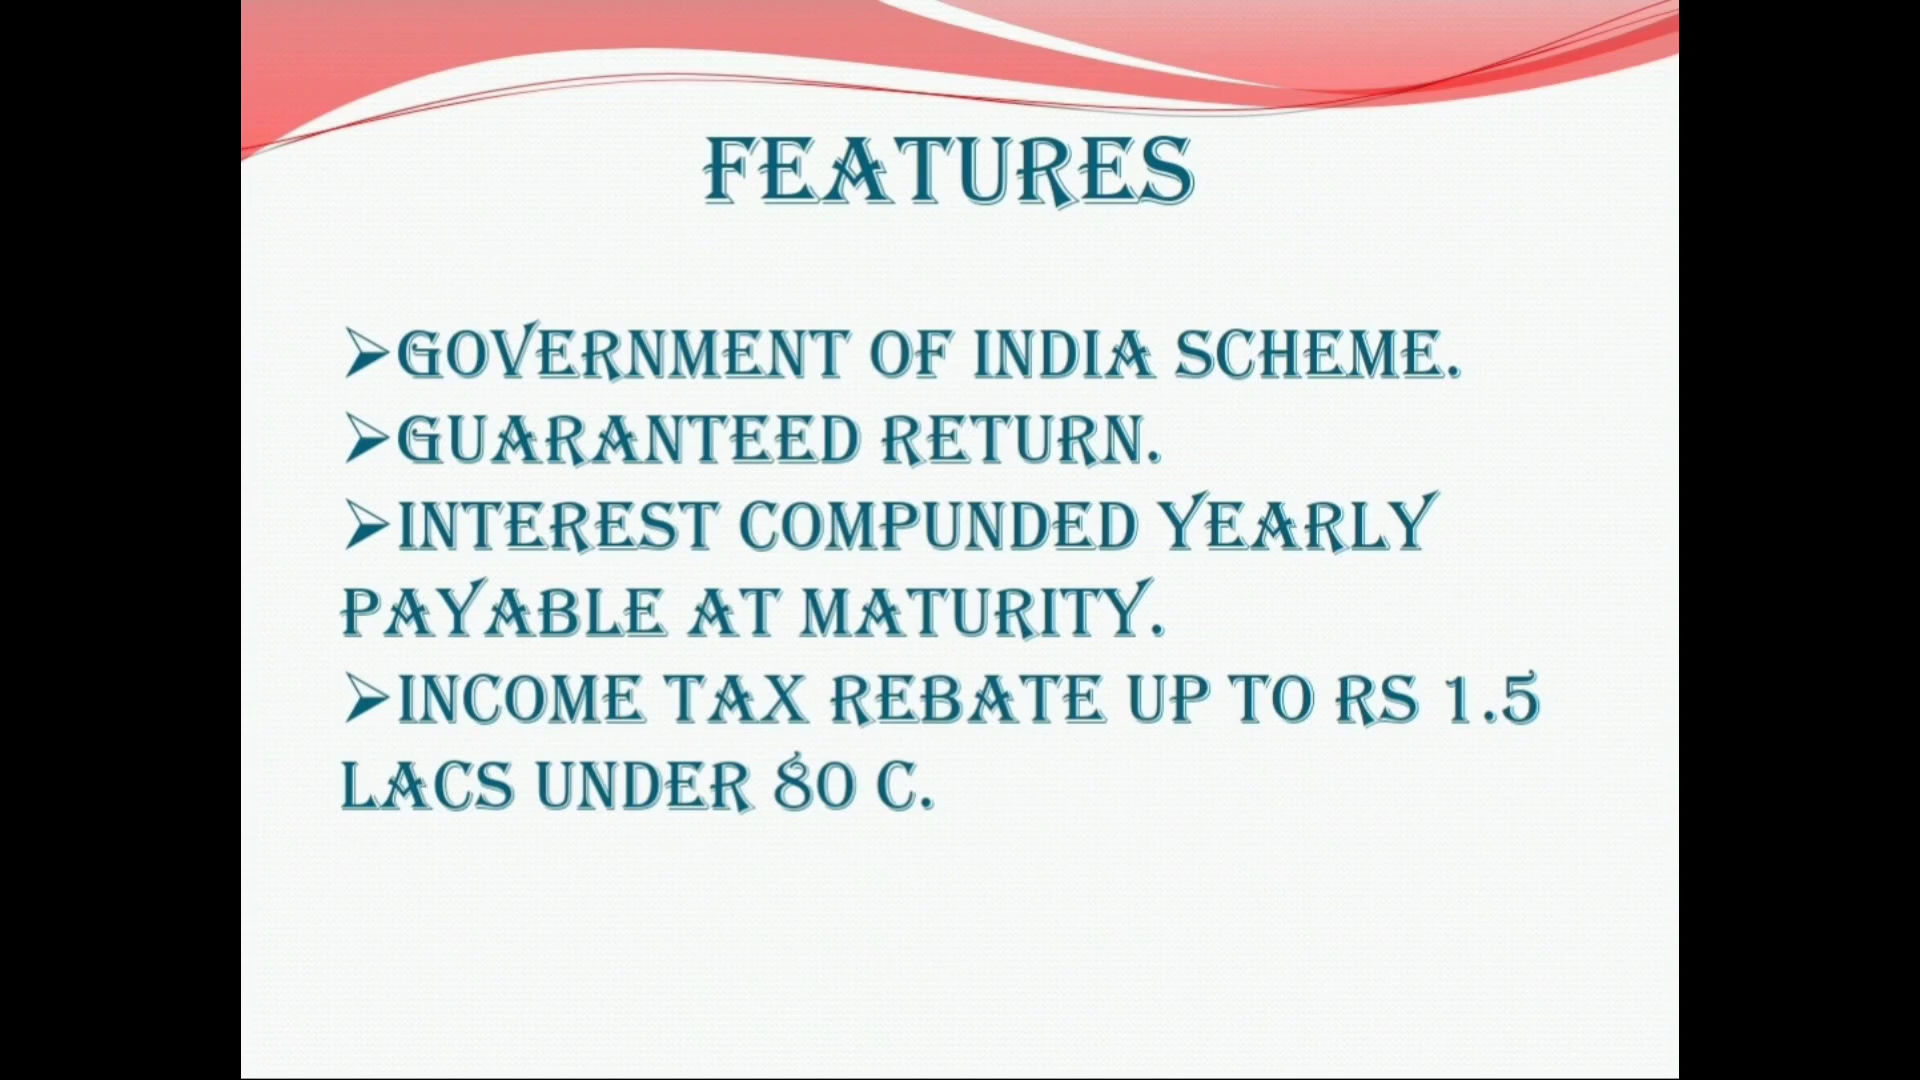 FEATURES
➢GOVERNMENT OF INDIA SCHEME.
➢GUARANTEED RETURN.
➢INTEREST COMPUNDED YEARLY
PAYABLE AT MATURITY.
➢INCOME TAX REBATE UP TO RS 1.5
LACS UNDER 80 C.